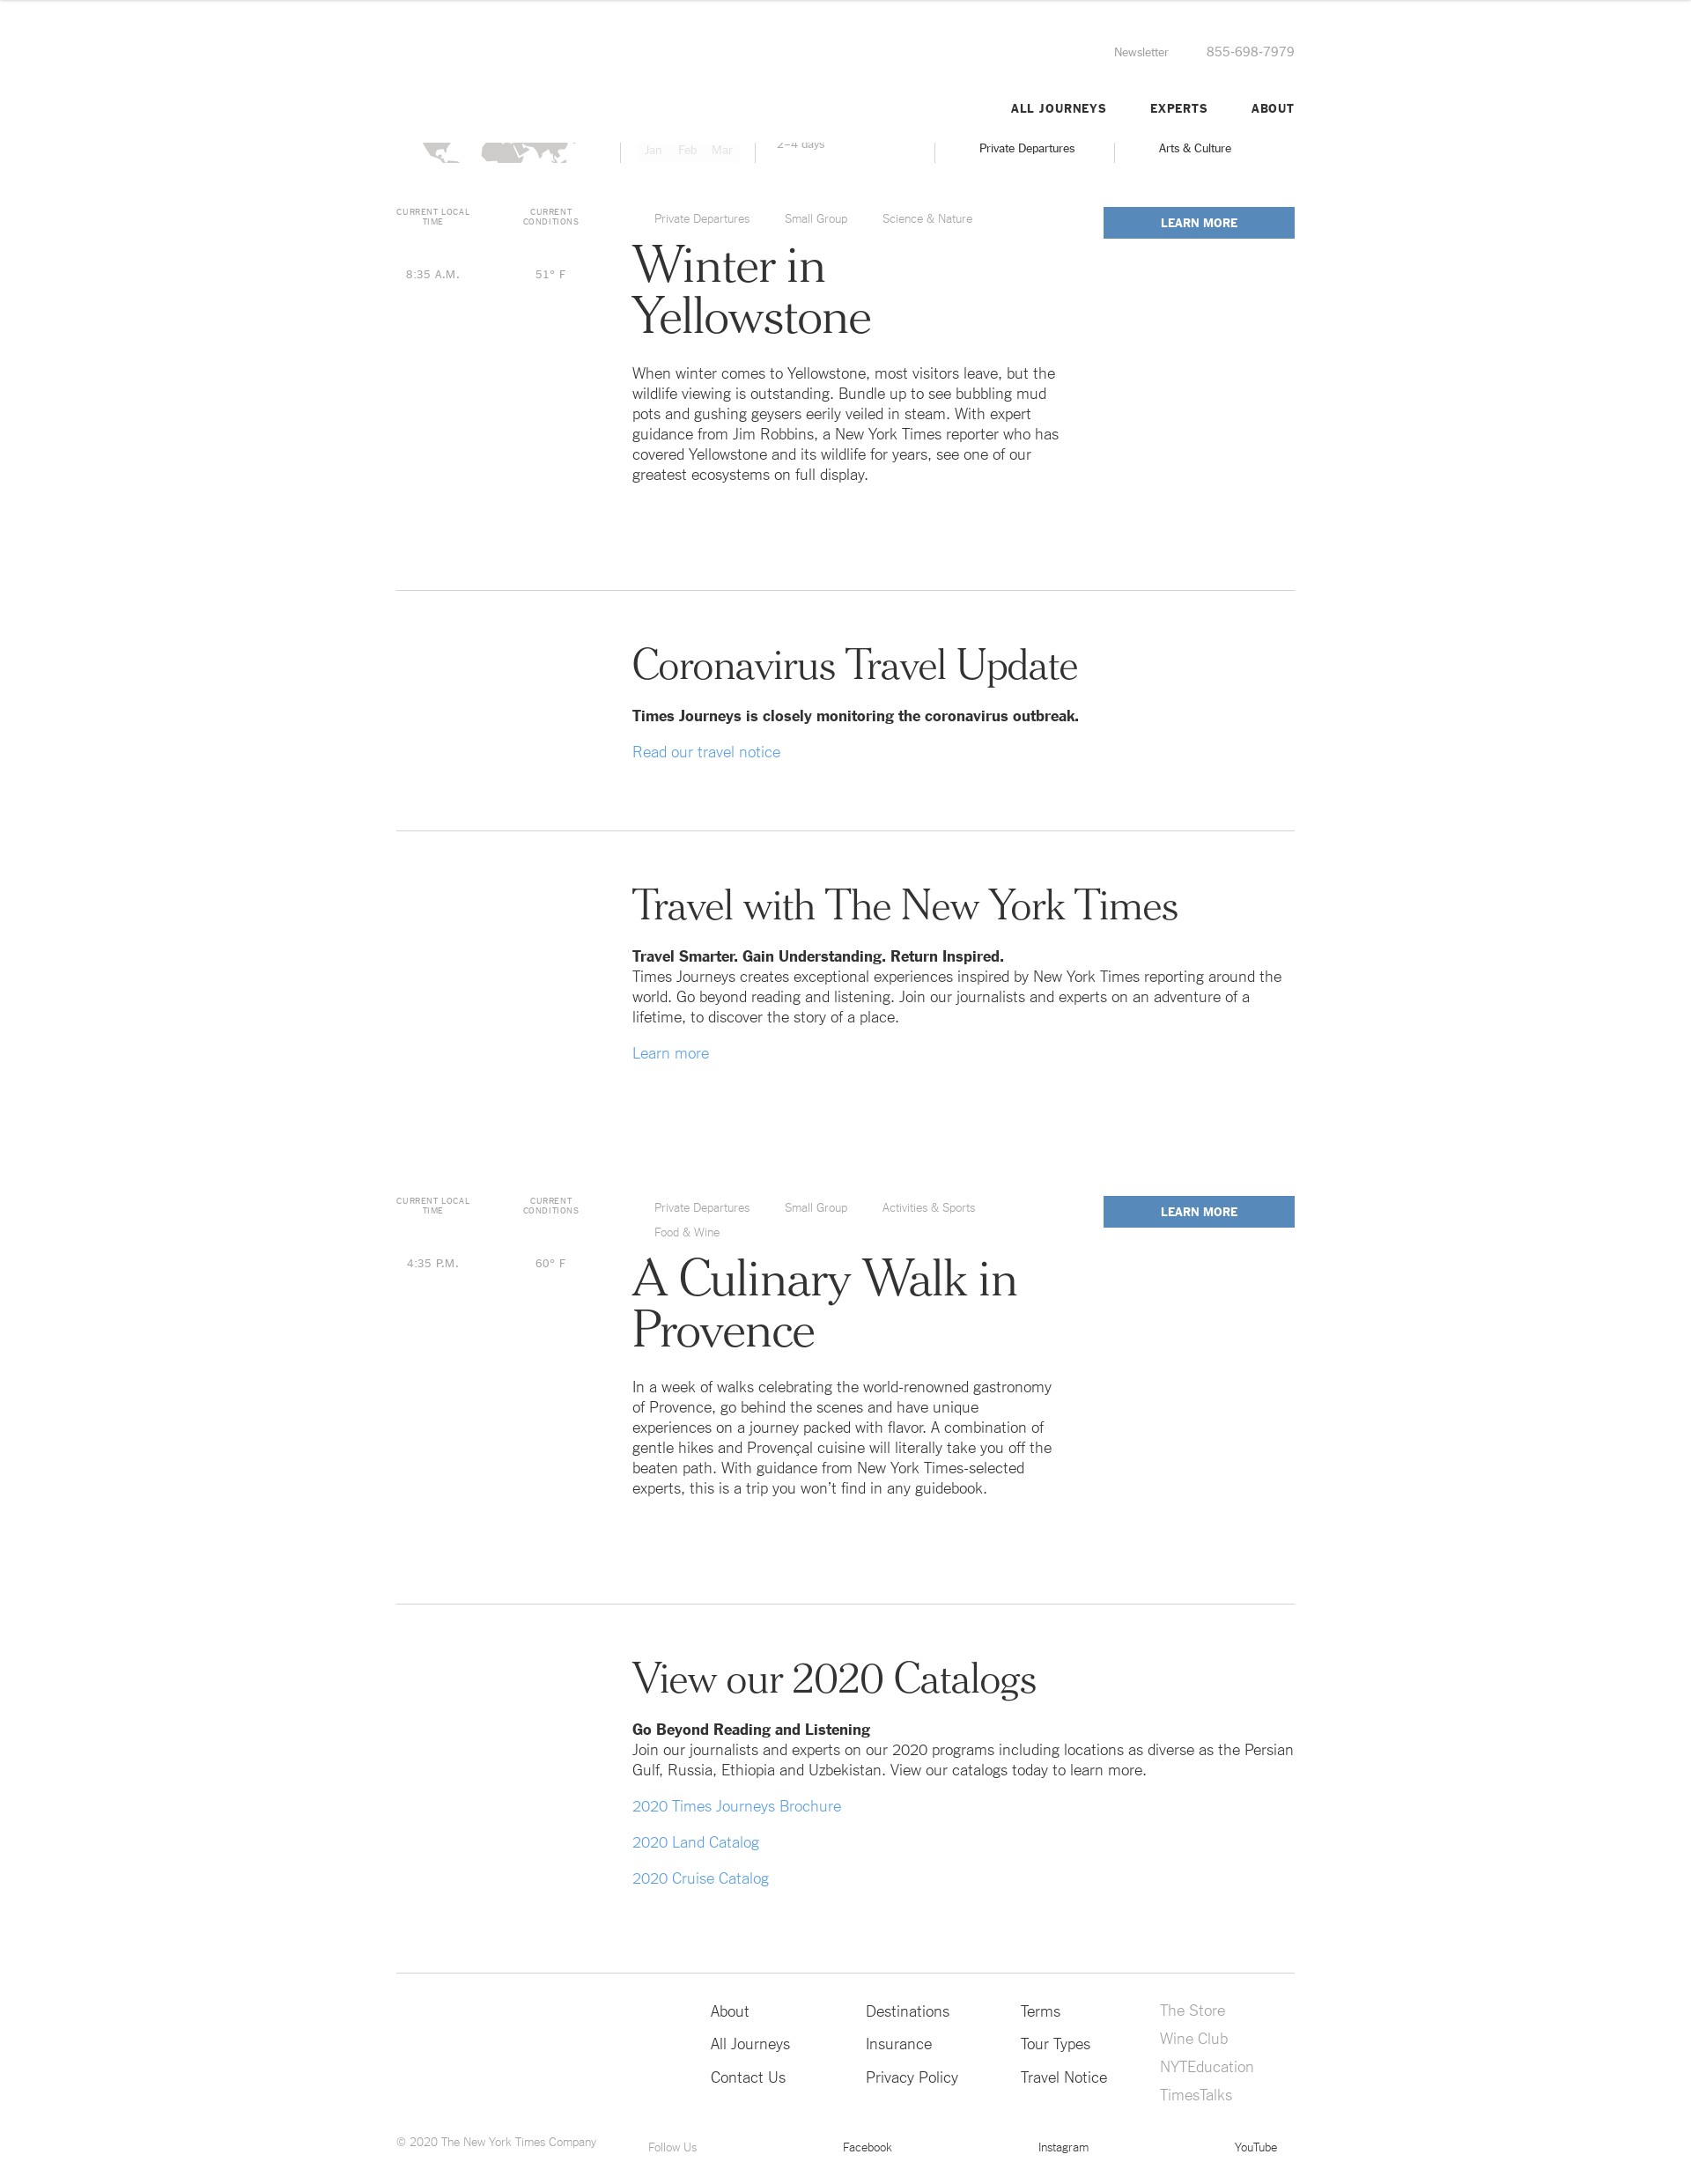 Newsletter
855-698-7979
ALL JOURNEYS
EXPERTS
ABOUT
Jan Feb Mar
2–4 days
Private Departures
Arts & Culture
CURRENT LOCAL
TIME
8:35 A.M.
CURRENT
CONDITIONS
51° F
Private Departures
Small Group
Science & Nature
LEARN MORE
Winter in
Yellowstone
When winter comes to Yellowstone, most visitors leave, but the
wildlife viewing is outstanding. Bundle up to see bubbling mud
pots and gushing geysers eerily veiled in steam. With expert
guidance from Jim Robbins, a New York Times reporter who has
covered Yellowstone and its wildlife for years, see one of our
greatest ecosystems on full display.
Coronavirus Travel Update
Times Journeys is closely monitoring the coronavirus outbreak.
Read our travel notice
Travel with The New York Times
Travel Smarter. Gain Understanding. Return Inspired.
Times Journeys creates exceptional experiences inspired by New York Times reporting around the
world. Go beyond reading and listening. Join our journalists and experts on an adventure of a
lifetime, to discover the story of a place.
Learn more
CURRENT LOCAL
TIME
4:35 P.M.
CURRENT
CONDITIONS
60° F
Private Departures
Small Group
Activities & Sports
Food & Wine
LEARN MORE
A Culinary Walk in
Provence
In a week of walks celebrating the world-renowned gastronomy
of Provence, go behind the scenes and have unique
experiences on a journey packed with flavor. A combination of
gentle hikes and Provençal cuisine will literally take you off the
beaten path. With guidance from New York Times-selected
experts, this is a trip you won’t find in any guidebook.
View our 2020 Catalogs
Go Beyond Reading and Listening
Join our journalists and experts on our 2020 programs including locations as diverse as the Persian
Gulf, Russia, Ethiopia and Uzbekistan. View our catalogs today to learn more.
2020 Times Journeys Brochure
2020 Land Catalog
2020 Cruise Catalog
About
All Journeys
Contact Us
Destinations
Insurance
Privacy Policy
Terms
Tour Types
Travel Notice
The Store
Wine Club
NYTEducation
TimesTalks
© 2020 The New York Times Company
Follow Us
Facebook
Instagram
YouTube